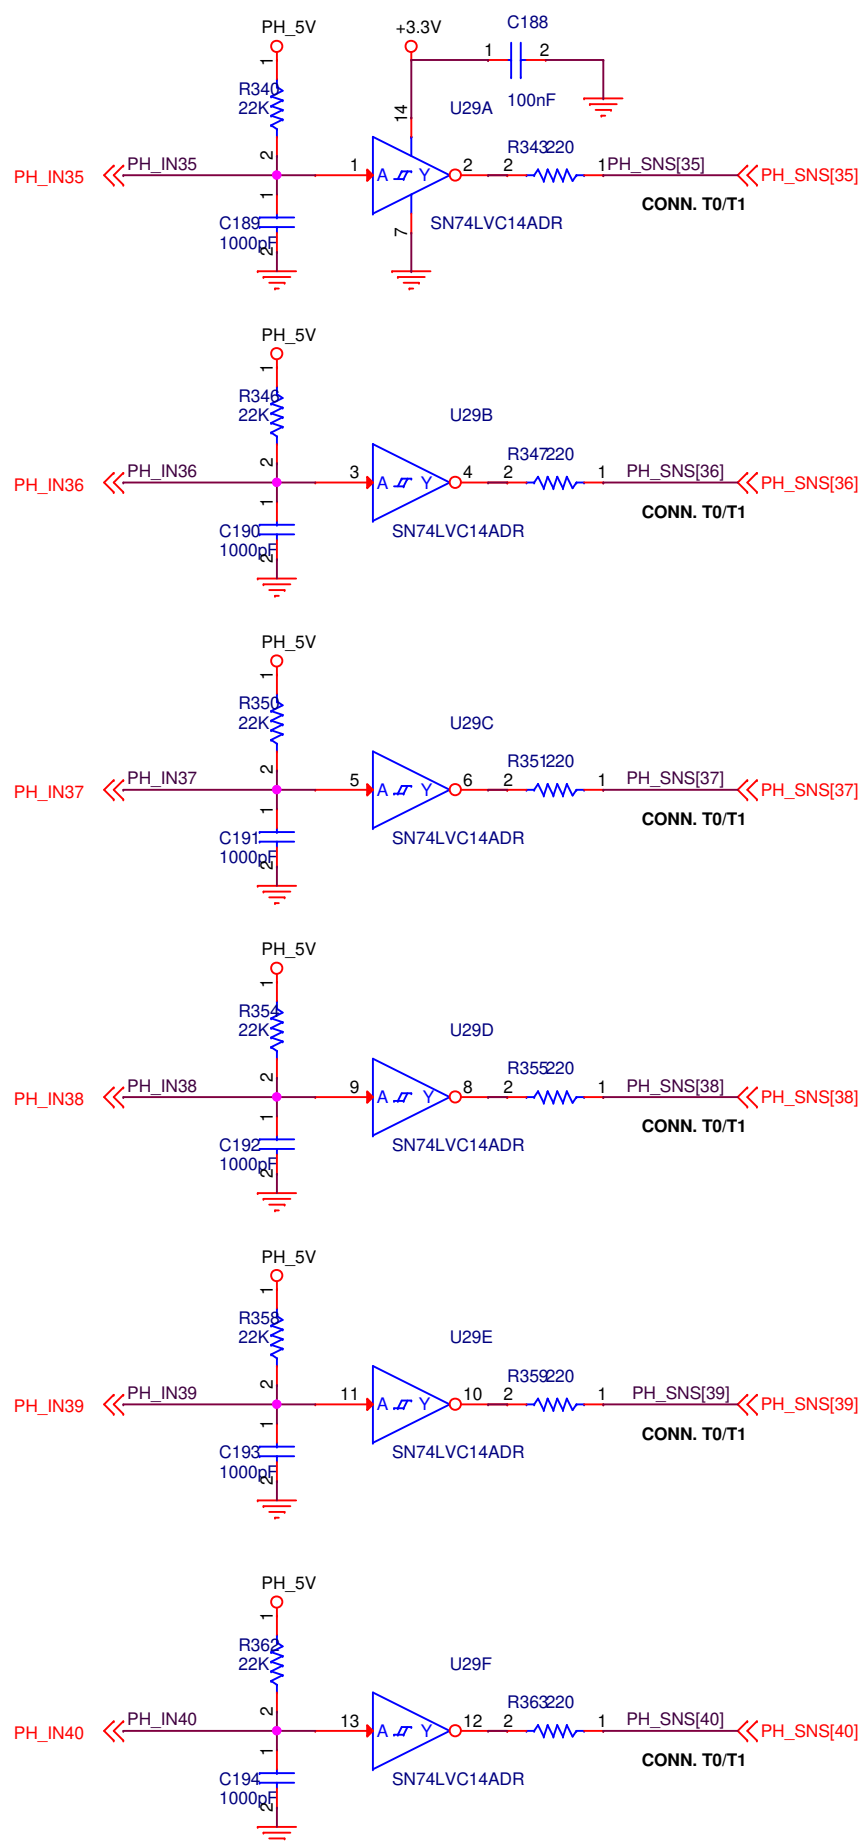 PH_5V
+3.3V
C188
1
1
2
R340
22K
14
U29A
100nF
2
R343 220
PH_IN35
PH_IN35
1
A Y
2
2
1
PH_SNS[35]
PH_SNS[35]
1
C189
1000pF
2
7
SN74LVC14ADR
CONN. T0/T1
PH_5V
1
R346
22K
U29B
2
R347 220
PH_IN36
PH_IN36
3
A Y
4
2
1
PH_SNS[36]
PH_SNS[36]
1
C190
1000pF
2
SN74LVC14ADR
CONN. T0/T1
PH_5V
1
R350
22K
U29C
2
R351 220
PH_IN37
PH_IN37
5
A Y
6
2
1
PH_SNS[37]
PH_SNS[37]
1
C191
1000pF
2
SN74LVC14ADR
CONN. T0/T1
PH_5V
1
R354
22K
U29D
2
R355 220
PH_IN38
PH_IN38
9
A Y
8
2
1
PH_SNS[38]
PH_SNS[38]
1
C192
1000pF
2
SN74LVC14ADR
CONN. T0/T1
PH_5V
1
R358
22K
U29E
2
R359 220
PH_IN39
PH_IN39
11
A Y
10
2
1
PH_SNS[39]
PH_SNS[39]
1
C193
1000pF
2
SN74LVC14ADR
CONN. T0/T1
PH_5V
1
R362
22K
U29F
2
R363 220
PH_IN40
PH_IN40
13
A Y
12
2
1
PH_SNS[40]
PH_SNS[40]
1
C194
1000pF
2
SN74LVC14ADR
CONN. T0/T1